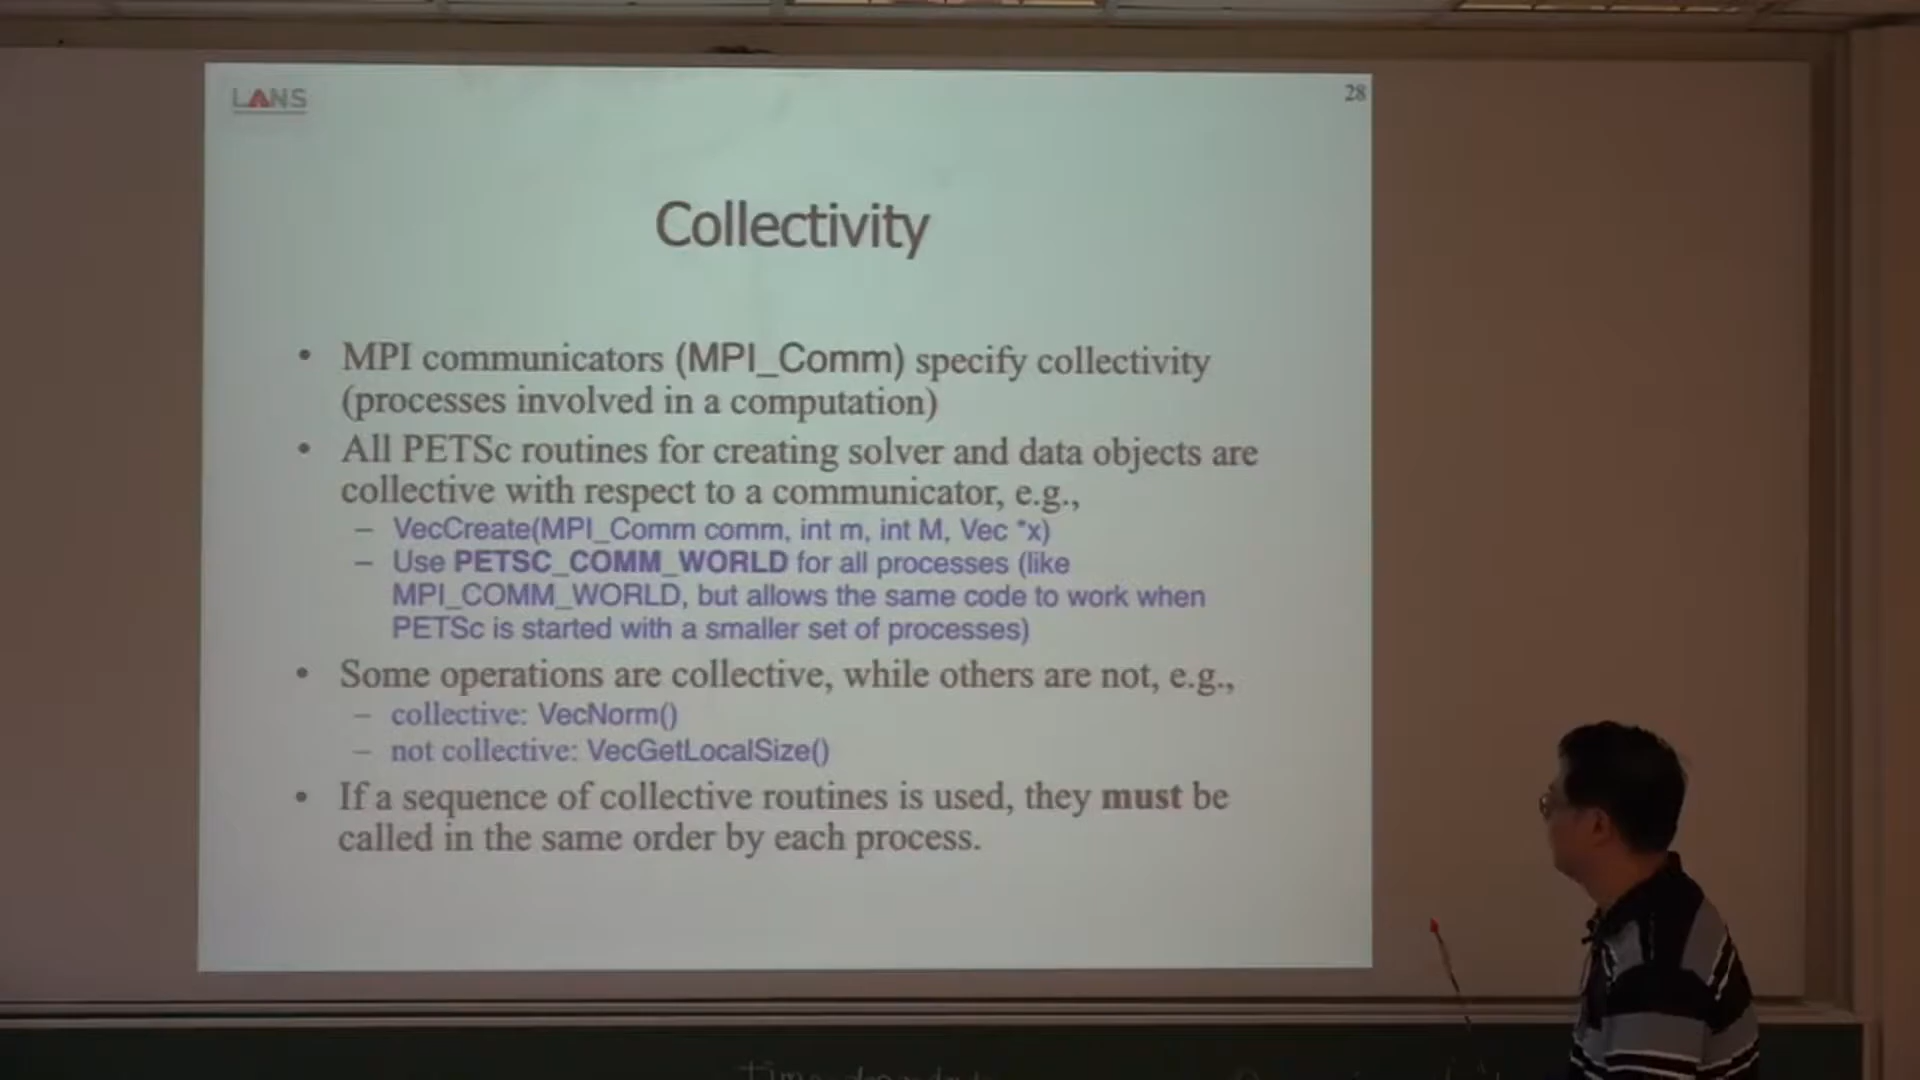 LANS
28
Collectivity
• MPI communicators (MPI_Comm) specify collectivity
(processes involved in a computation)
• All PETSc routines for creating solver and data objects are
collective with respect to a communicator, e.g.,
– VecCreate(MPI_Comm comm, int m, int M, Vec *x)
– Use PETSC_COMM_WORLD for all processes (like
MPI_COMM_WORLD, but allows the same code to work when
PETSc is started with a smaller set of processes)
• Some operations are collective, while others are not, e.g.,
– collective: VecNorm()
– not collective: VecGetLocalSize()
• If a sequence of collective routines is used, they must be
called in the same order by each process.